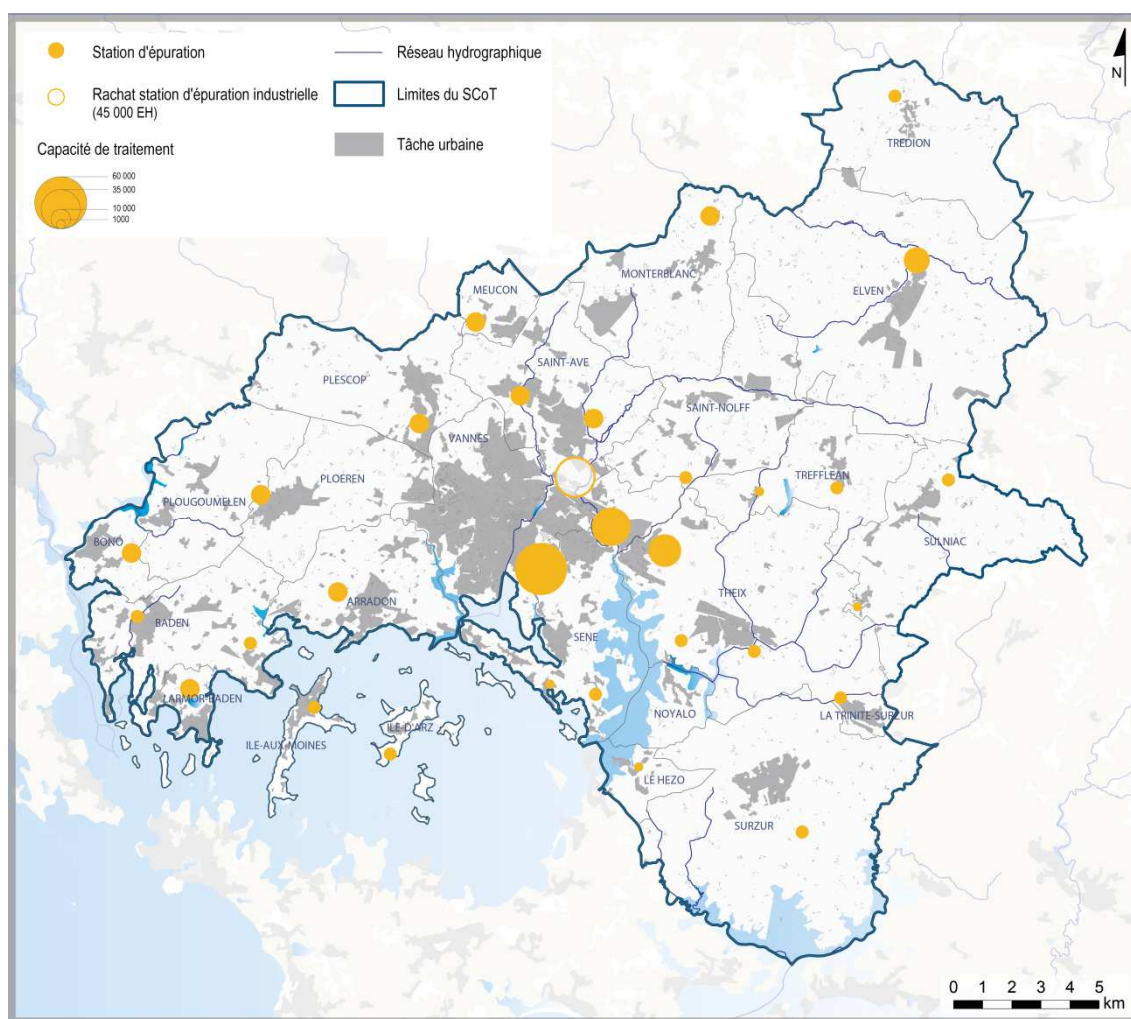 Station d'épuration
Réseau hydrographique
Rachat station d'épuration industrielle
(45 000 EH)
Limites du SCoT
Capacité de traitement
Tâche urbaine
60 000
35 000
10 000
1000
N
TREDION
MONTERBLANC
ELVEN
MEUCON
SAINT-AVE
PLESCOP
SAINT-NOLFF
VANNES
TREFFLEAN
PLOEREN
PLOUGOUMELEN
BONO
SULNIAC
ARRADON
THEIX
BADEN
SENE
LARMOR-BADEN
NOYALO
LA TRINITE-SURZUR
ILE-D'ARZ
ILE-AUX-MOINES
LE HEZO
SURZUR
0 1 2 3 4 5
km